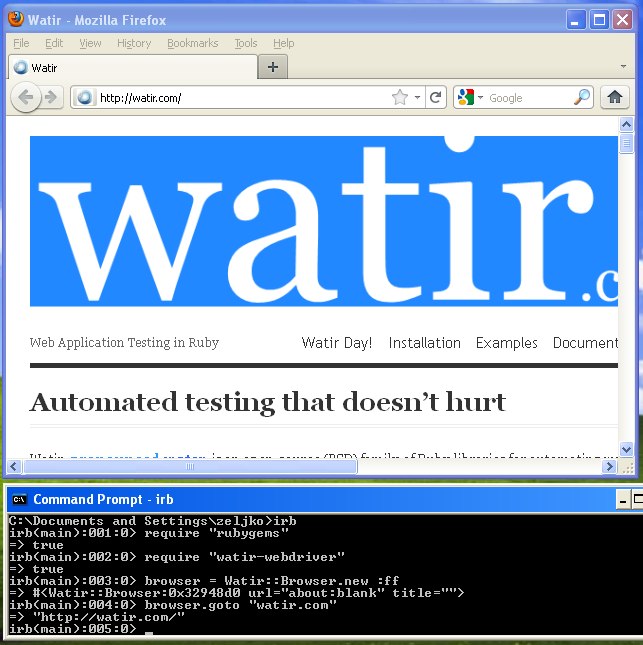 Watir - Mozilla Firefox
File Edit View History Bookmarks Tools Help
Watir
http://watir.com/ Google
watir.c
Web Application Testing in Ruby Watir Day! Installation Examples Document
Automated testing that doesn't hurt
Watir, pronounced water, is an open-source (BSD) family of Ruby libraries for automating
Command Prompt - irb
C:\Documents and Settings\zeljko>irb
irb(main):001:0> require "rubygems"
=> true
irb(main):002:0> require "watir-webdriver"
=> true
irb(main):003:0> browser = Watir::Browser.new :ff
=> #<Watir::Browser:0x32948d0 url="about:blank" title="">
irb(main):004:0> browser.goto "watir.com"
=> "http://watir.com/"
irb(main):005:0> _